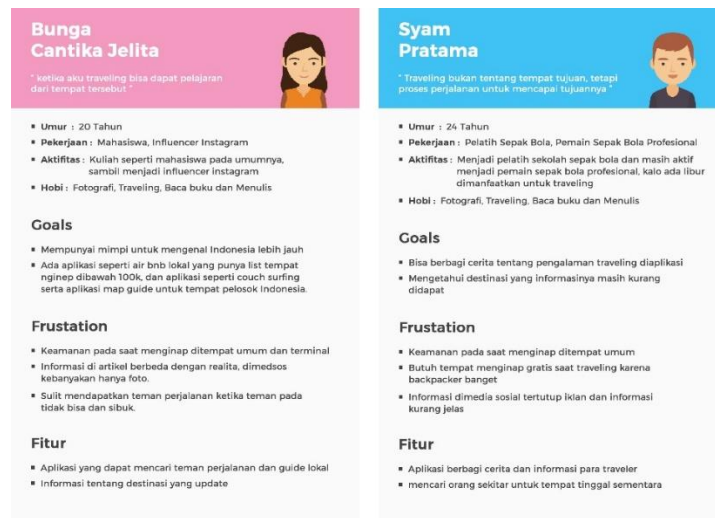 Bunga
Cantika Jelita
" ketika aku traveling bisa dapat pelajaran
dari tempat tersebut "
Umur : 20 Tahun
Pekerjaan : Mahasiswa, Influencer Instagram
Aktifitas : Kuliah seperti mahasiswa pada umumnya,
sambil menjadi influencer instagram
Hobi : Fotografi, Traveling, Baca buku dan Menulis
Goals
Mempunyai mimpi untuk mengenal Indonesia lebih jauh
Ada aplikasi seperti air bnb lokal yang punya list tempat
nginep dibawah 100k, dan aplikasi seperti couch surfing
serta aplikasi map guide untuk tempat pelosok Indonesia.
Frustation
Keamanan pada saat menginap ditempat umum dan terminal
Informasi di artikel berbeda dengan realita, dimedsos
kebanyakan hanya foto.
Sulit mendapatkan teman perjalanan ketika teman pada
tidak bisa dan sibuk.
Fitur
Aplikasi yang dapat mencari teman perjalanan dan guide lokal
Informasi tentang destinasi yang update
Syam
Pratama
" Traveling bukan tentang tempat tujuan, tetapi
proses perjalanan untuk mencapai tujuannya "
Umur : 24 Tahun
Pekerjaan : Pelatih Sepak Bola, Pemain Sepak Bola Profesional
Aktifitas : Menjadi pelatih sekolah sepak bola dan masih aktif
menjadi pemain sepak bola profesional, kalo ada libur
dimanfaatkan untuk traveling
Hobi : Fotografi, Traveling, Baca buku dan Menulis
Goals
Bisa berbagi cerita tentang pengalaman traveling diaplikasi
Mengetahui destinasi yang informasinya masih kurang
didapat
Frustation
Keamanan pada saat menginap ditempat umum
Butuh tempat menginap gratis saat traveling karena
backpacker banget
Informasi dimedia sosial tertutup iklan dan informasi
kurang jelas
Fitur
Aplikasi berbagi cerita dan informasi para traveler
mencari orang sekitar untuk tempat tinggal sementara